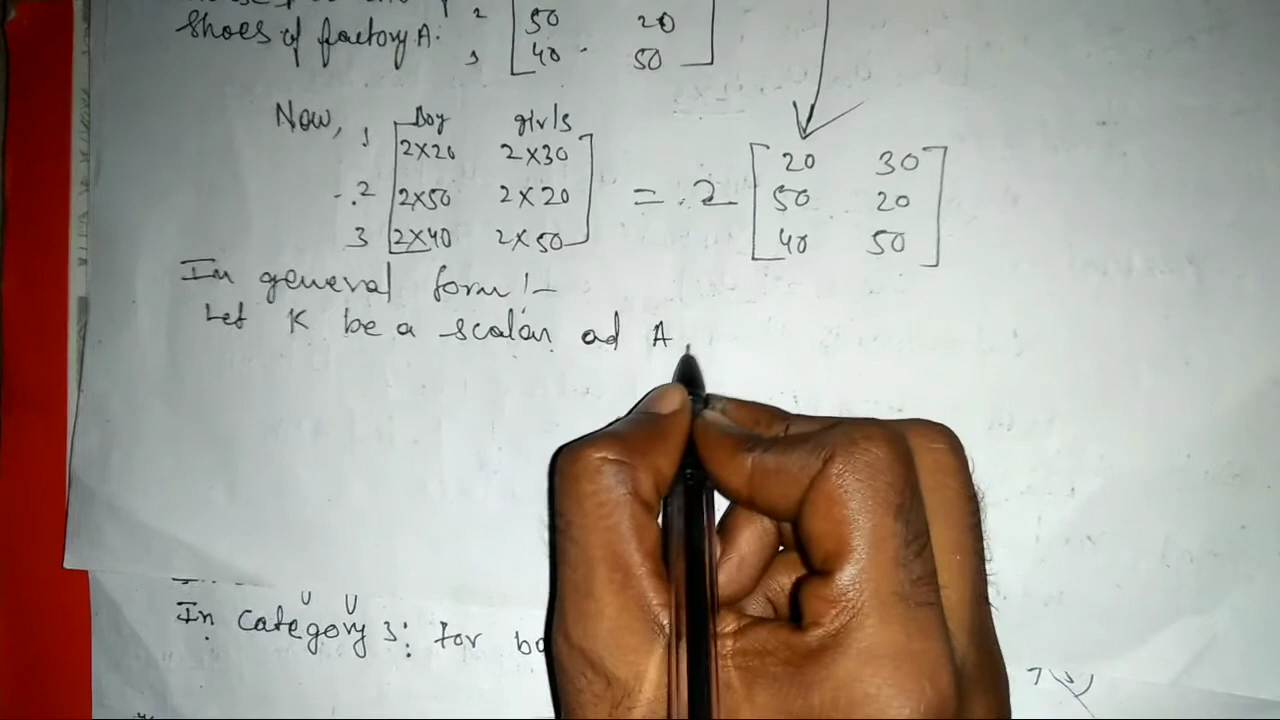 2 50 20
shoes of factory A. 3 40 50
Now, Boy girls
1 2×20 2×30 20 30
2 2×50 2×20 = 2 50 20
3 2×40 2×50 40 50
In general form :-
Let K be a scalar ad A
In category 3: for bo